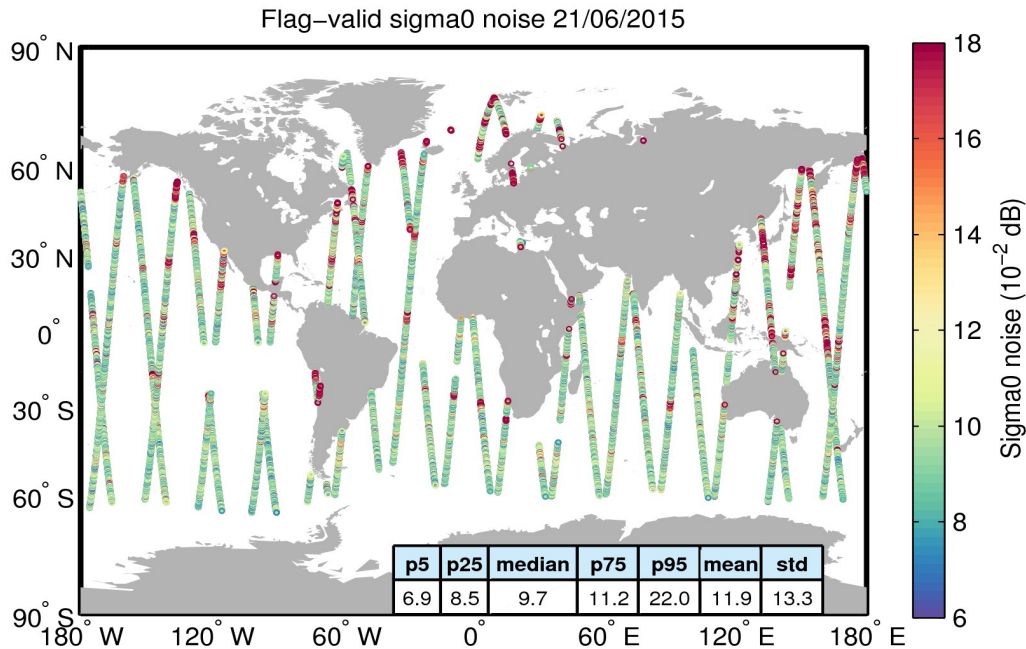 Flag−valid sigma0 noise 21/06/2015
90° N
60° N
30° N
0°
30° S
60° S
90° S
180° W 120° W 60° W 0° 60° E 120° E 180° E
p5 p25 median p75 p95 mean std
6.9 8.5 9.7 11.2 22.0 11.9 13.3
18
16
14
12
10
8
6
Sigma0 noise (10⁻² dB)